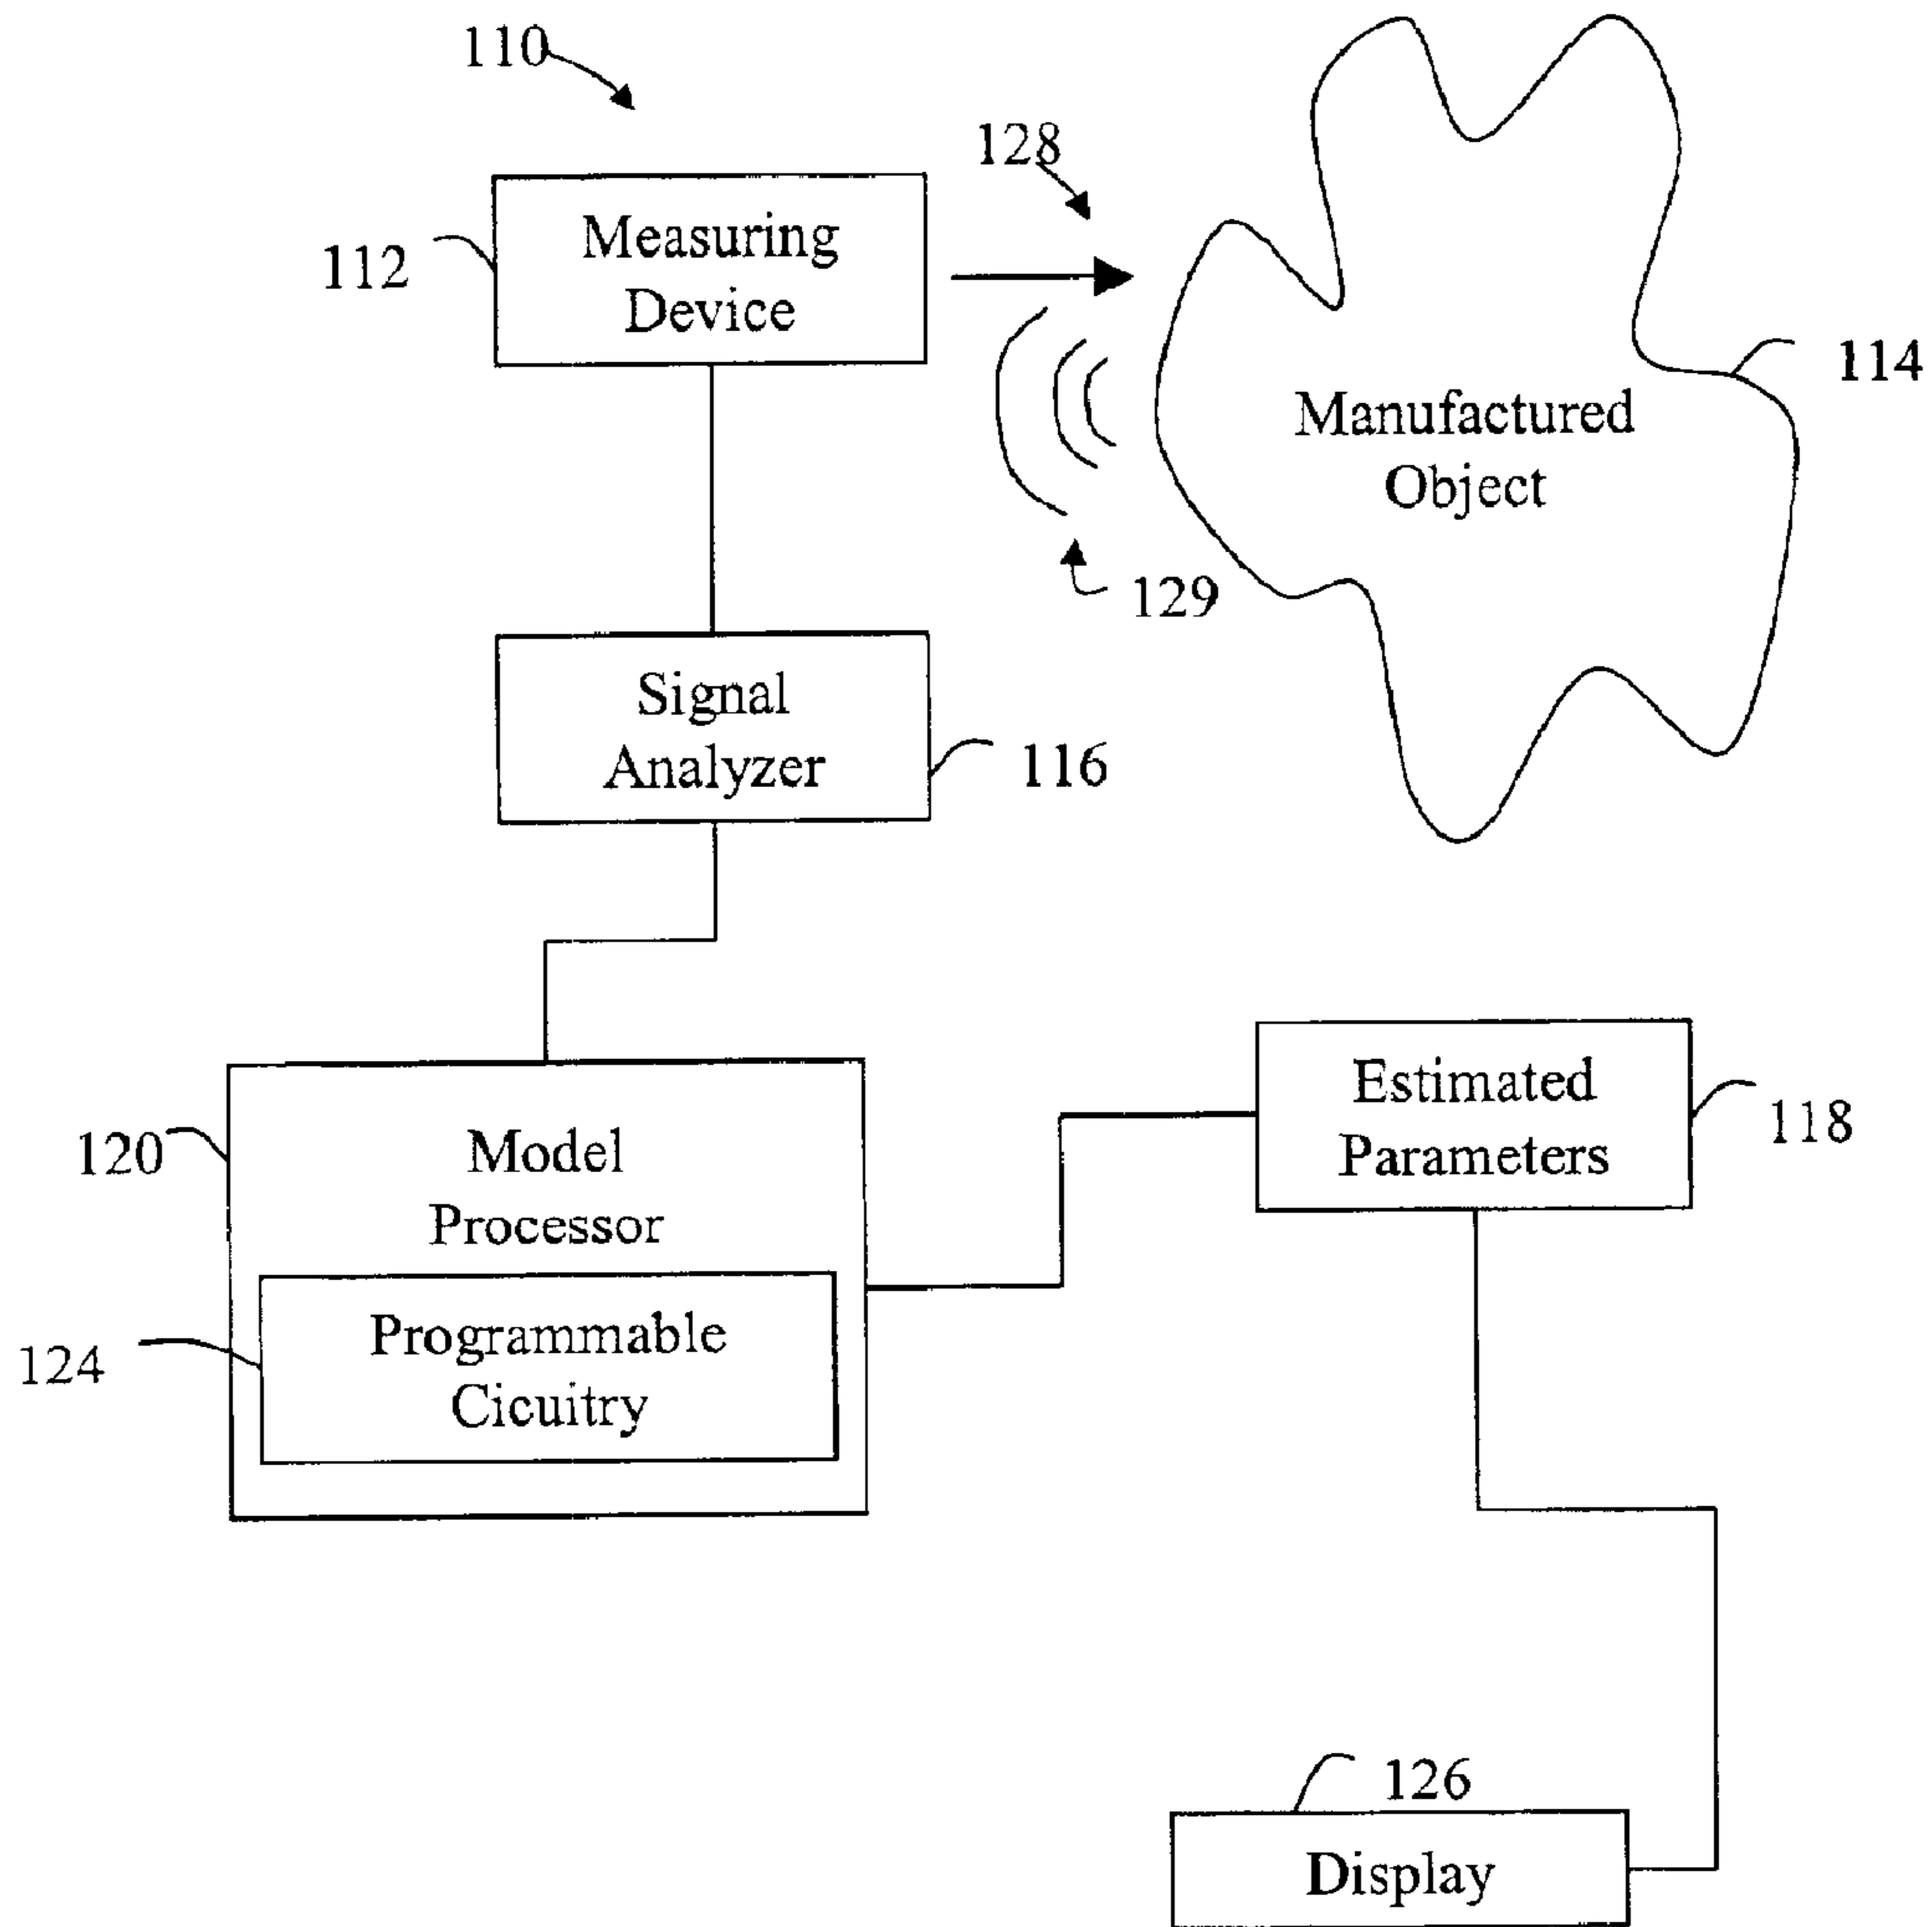 110
128
Measuring
Device
112
114
Manufactured
Object
129
Signal
Analyzer
116
Estimated
Parameters
118
120
Model
Processor
Programmable
Cicuitry
124
126
Display